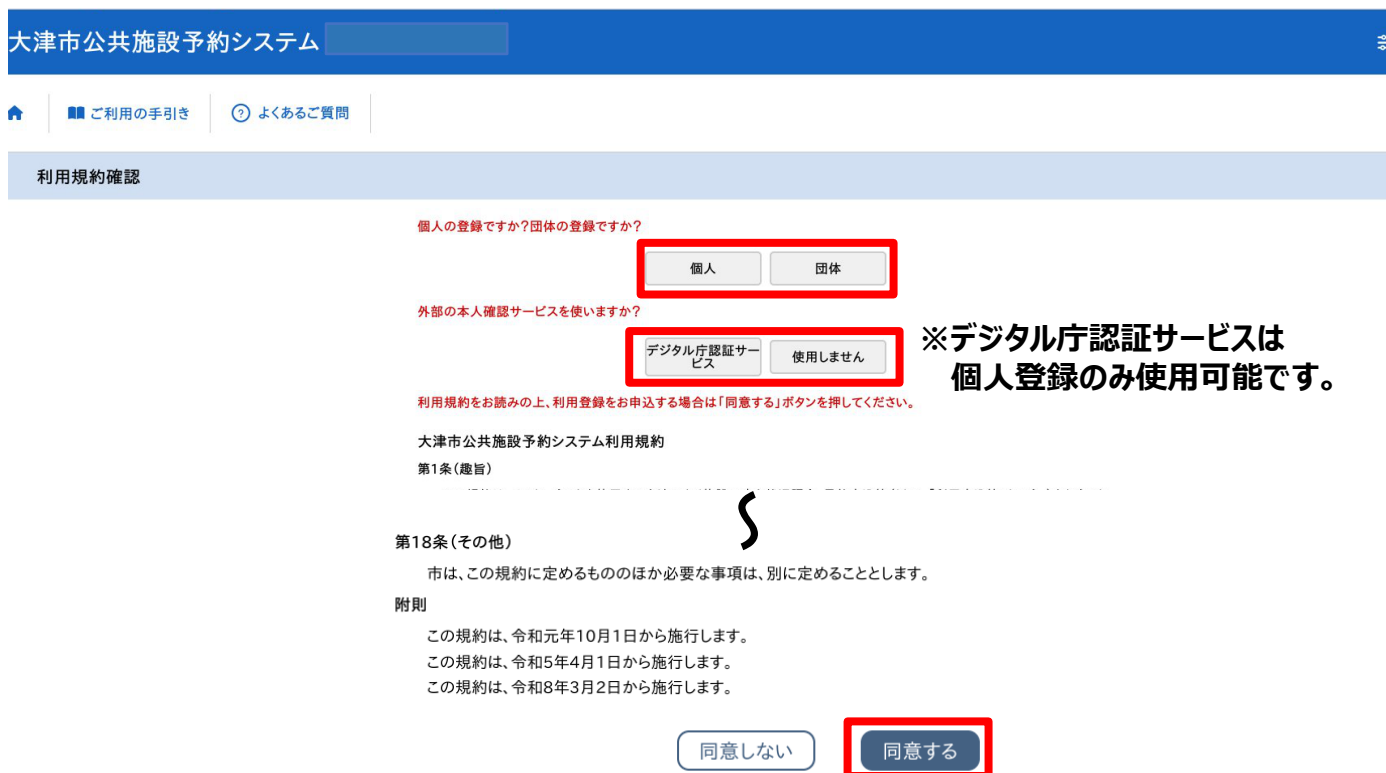 大津市公共施設予約システム
ご利用の手引き
よくあるご質問
利用規約確認
個人の登録ですか?団体の登録ですか?
個人
団体
外部の本人確認サービスを使いますか?
デジタル庁認証サー
ビス
使用しません
※デジタル庁認証サービスは
個人登録のみ使用可能です。
利用規約をお読みの上、利用登録をお申込する場合は「同意する」ボタンを押してください。
大津市公共施設予約システム利用規約
第1条(趣旨)
第18条(その他)
市は、この規約に定めるもののほか必要な事項は、別に定めることとします。
附則
この規約は、令和元年10月1日から施行します。
この規約は、令和5年4月1日から施行します。
この規約は、令和8年3月2日から施行します。
同意しない
同意する